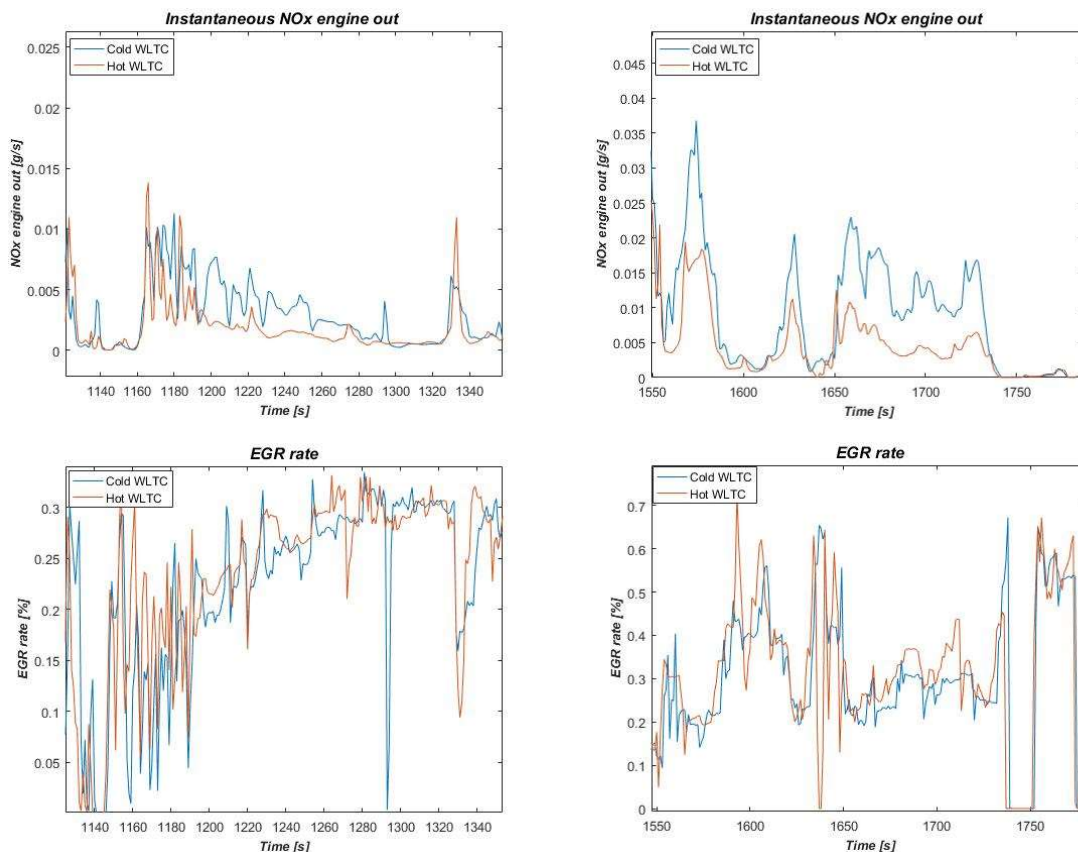 Instantaneous NOx engine out
Cold WLTC
Hot WLTC
0.025
0.02
0.015
0.01
0.005
0
NOx engine out [g/s]
1140 1160 1180 1200 1220 1240 1260 1280 1300 1320 1340
Time [s]
Instantaneous NOx engine out
Cold WLTC
Hot WLTC
0.045
0.04
0.035
0.03
0.025
0.02
0.015
0.01
0.005
0
NOx engine out [g/s]
1550 1600 1650 1700 1750
Time [s]
EGR rate
Cold WLTC
Hot WLTC
0.3
0.25
0.2
0.15
0.1
0.05
EGR rate [%]
1140 1160 1180 1200 1220 1240 1260 1280 1300 1320 1340
Time [s]
EGR rate
Cold WLTC
Hot WLTC
0.7
0.6
0.5
0.4
0.3
0.2
0.1
0
EGR rate [%]
1550 1600 1650 1700 1750
Time [s]